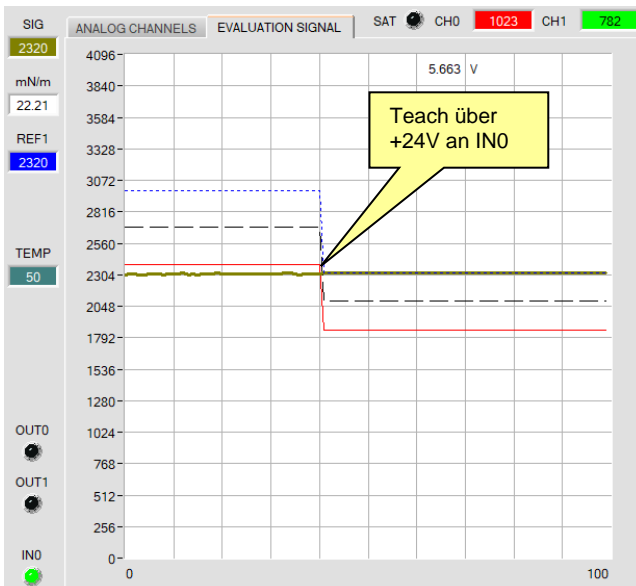 SIG
2320
mN/m
22.21
REF1
2320
TEMP
50
OUT0
OUT1
IN0
ANALOG CHANNELS
EVALUATION SIGNAL
SAT
CH0
1023
CH1
782
5.663 V
Teach über
+24V an IN0
4096
3840
3584
3328
3072
2816
2560
2304
2048
1792
1536
1280
1024
768
512
256
0
0
100